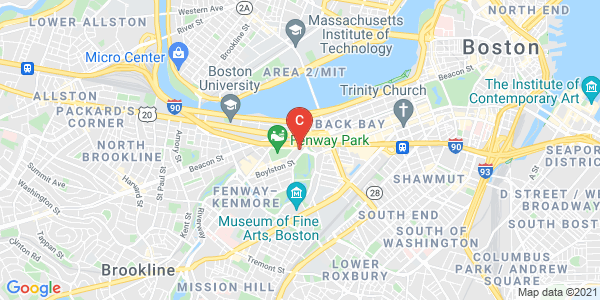 LOWER ALLSTON
Western Ave
Massachusetts
Institute of
Technology
NORTH END
Boston
Micro Center
Brookline St
AREA 2/MIT
River St
Boston
University
Trinity Church
Beacon St
The Institute of
Contemporary Art
ALLSTON
PACKARD'S
CORNER
20
90
C
BACK BAY
Fenway Park
90
93
SEAPORT
DISTRICT
NORTH
BROOKLINE
Amory St
Beacon St
Boylston St
Summit Ave
St Paul St
Washington St
FENWAY–
KENMORE
28
SHAWMUT
D STREET / WE
BROADWAY
Kent St
Riverway
Museum of Fine
Arts, Boston
SOUTH END
SOUTH OF
WASHINGTON
Tappan St
Clinton Rd
Brookline
Tremont St
MISSION HILL
LOWER
ROXBURY
COLUMBUS
PARK / ANDREW
SQUARE
Google
Map data ©2021